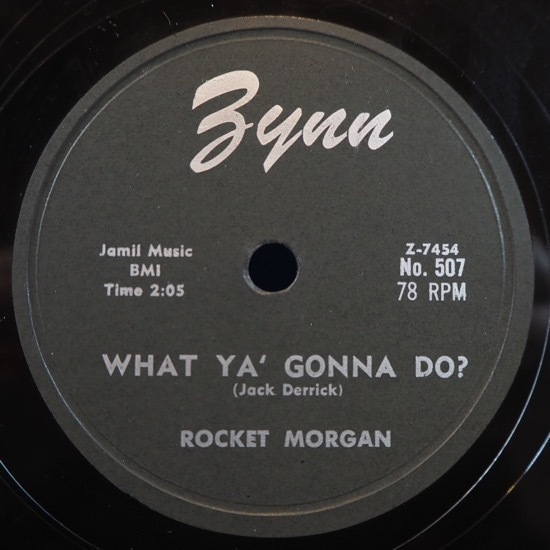 Zynn
Jamil Music
BMI
Time 2:05
Z-7454
No. 507
78 RPM
WHAT YA' GONNA DO?
(Jack Derrick)
ROCKET MORGAN